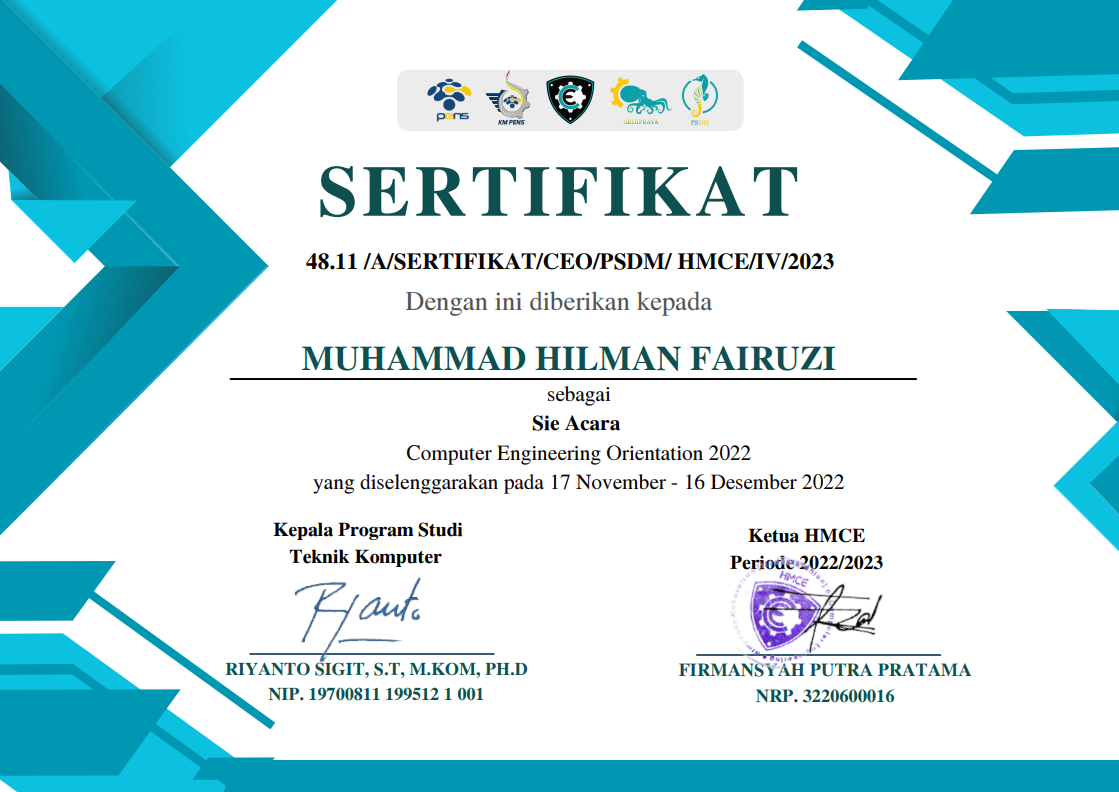 pens
KM PENS
ABHIPRAYA
PSDM
SERTIFIKAT
48.11 /A/SERTIFIKAT/CEO/PSDM/ HMCE/IV/2023
Dengan ini diberikan kepada
MUHAMMAD HILMAN FAIRUZI
sebagai
Sie Acara
Computer Engineering Orientation 2022
yang diselenggarakan pada 17 November - 16 Desember 2022
Kepala Program Studi
Teknik Komputer
Riyanto
RIYANTO SIGIT, S.T, M.KOM, PH.D
NIP. 19700811 199512 1 001
Ketua HMCE
Periode 2022/2023
HMCE
FIRMANSYAH PUTRA PRATAMA
NRP. 3220600016